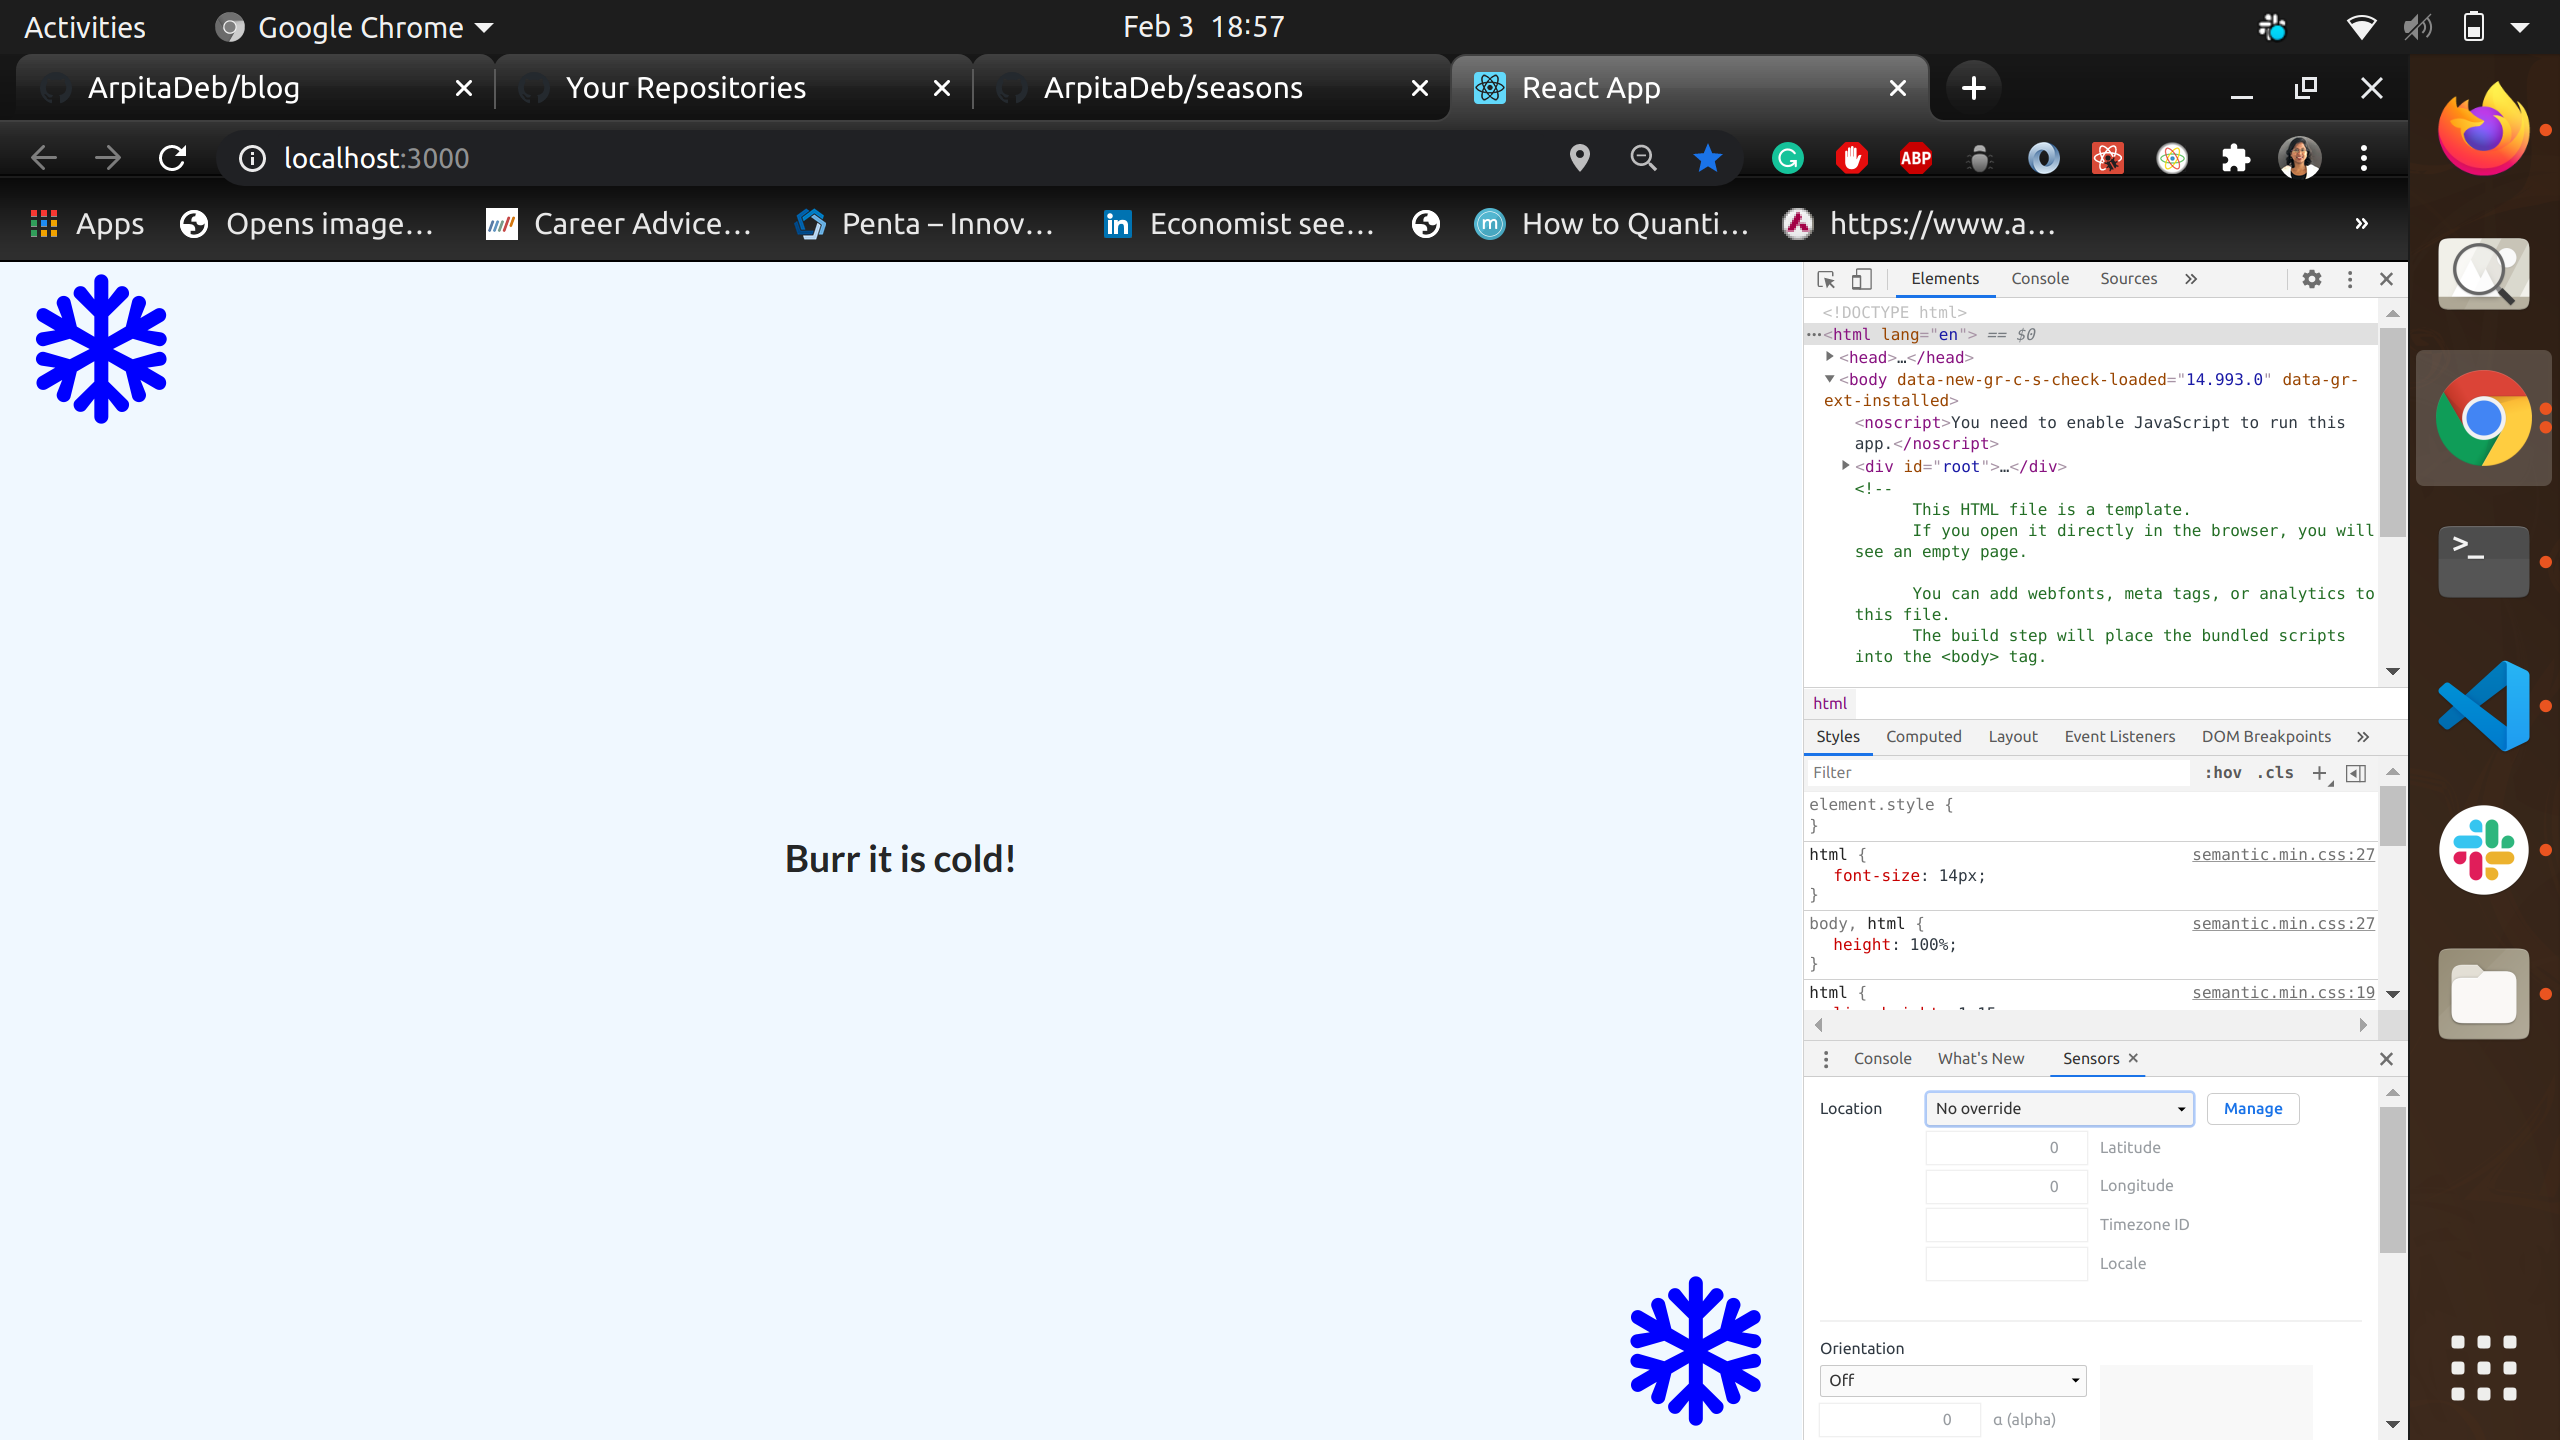 Activities
Google Chrome
Feb 3 18:57
ArpitaDeb/blog
Your Repositories
ArpitaDeb/seasons
React App
localhost:3000
ABP
Apps
Opens image…
Career Advice…
Penta – Innov…
Economist see…
How to Quanti…
https://www.a…
»
Burr it is cold!
Elements Console Sources »
<!DOCTYPE html>
…<html lang="en"> == $0
<head>…</head>
<body data-new-gr-c-s-check-loaded="14.993.0" data-gr-
ext-installed>
<noscript>You need to enable JavaScript to run this
app.</noscript>
<div id="root">…</div>
<!--
This HTML file is a template.
If you open it directly in the browser, you will
see an empty page.
You can add webfonts, meta tags, or analytics to
this file.
The build step will place the bundled scripts
into the <body> tag.
html
Styles Computed Layout Event Listeners DOM Breakpoints »
Filter :hov .cls +
element.style {
}
html { semantic.min.css:27
font-size: 14px;
}
body, html { semantic.min.css:27
height: 100%;
}
html { semantic.min.css:19
Console What's New Sensors
Location No override Manage
0 Latitude
0 Longitude
Timezone ID
Locale
Orientation
Off
0 α (alpha)